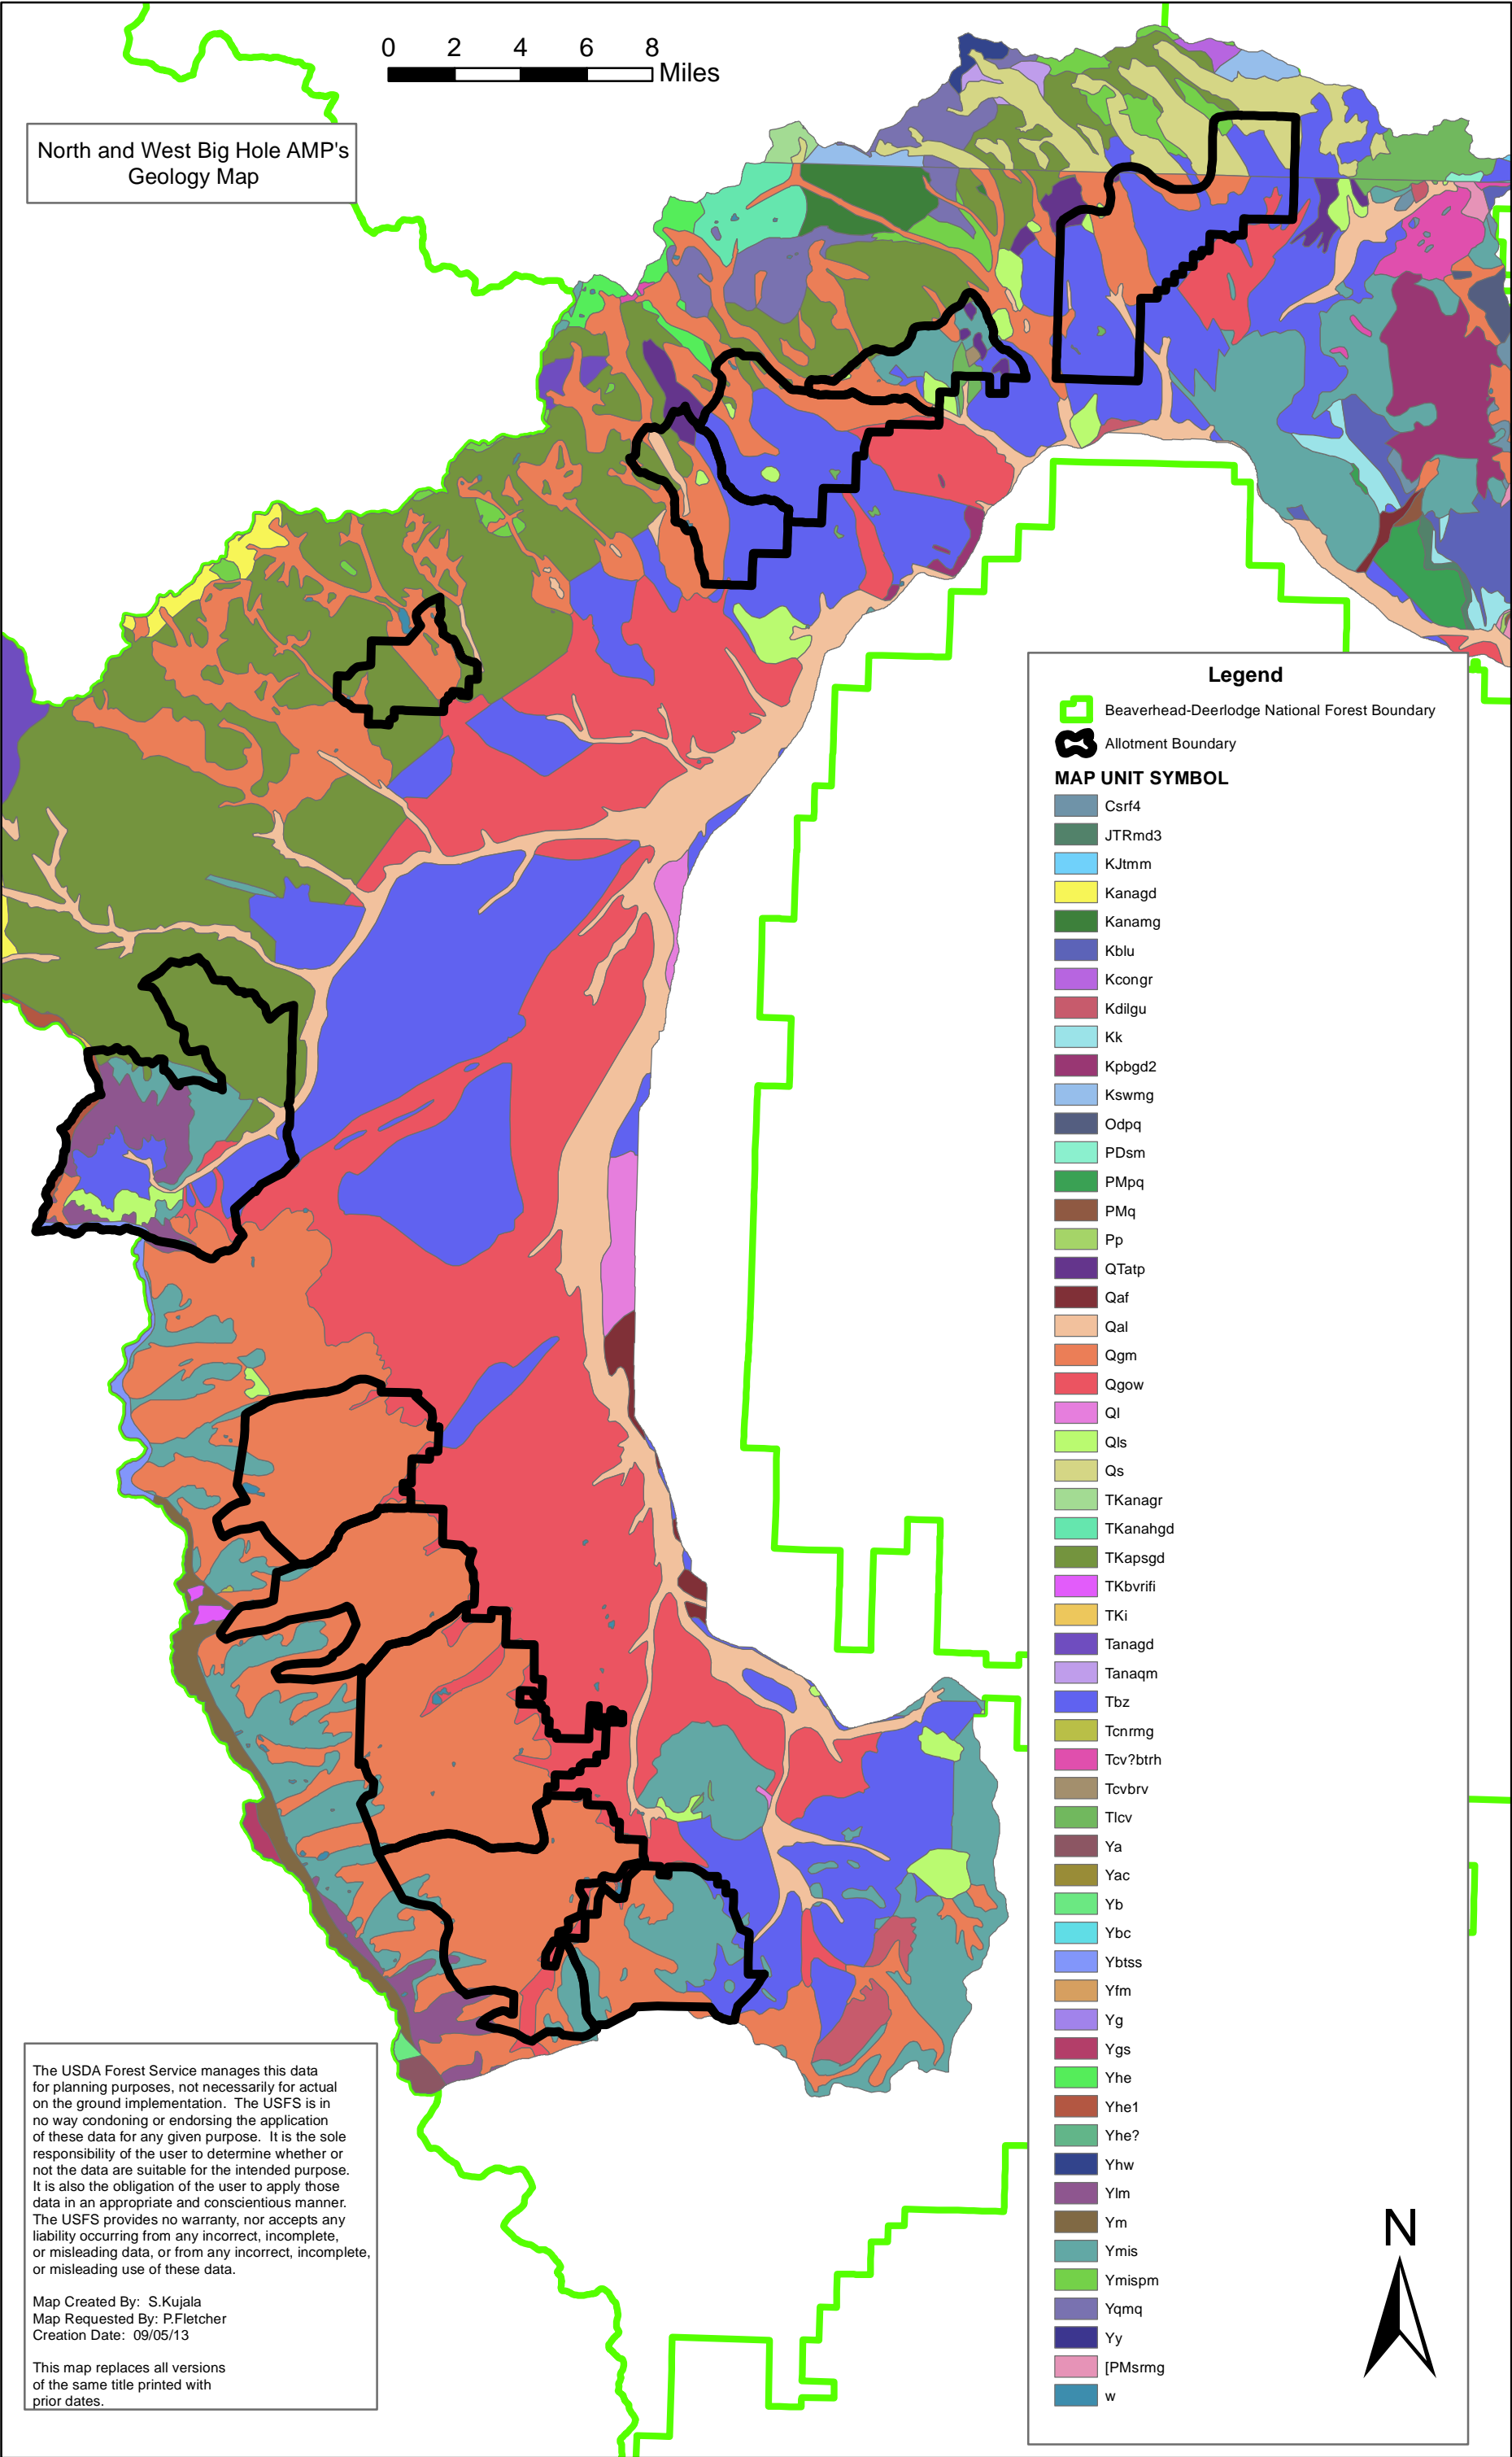 0 2 4 6 8
Miles
North and West Big Hole AMP's
Geology Map
Legend
Beaverhead-Deerlodge National Forest Boundary
Allotment Boundary
MAP UNIT SYMBOL
Csrf4
JTRmd3
KJtmm
Kanagd
Kanamg
Kblu
Kcongr
Kdilgu
Kk
Kpbgd2
Kswmg
Odpq
PDsm
PMpq
PMq
Pp
QTatp
Qaf
Qal
Qgm
Qgow
Ql
Qls
Qs
TKanagr
TKanahgd
TKapsgd
TKbvrifi
TKi
Tanagd
Tanaqm
Tbz
Tcnrmg
Tcv?btrh
Tcvbrv
Tlcv
Ya
Yac
Yb
Ybc
Ybtss
Yfm
Yg
Ygs
Yhe
Yhe1
Yhe?
Yhw
Ylm
Ym
Ymis
Ymispm
Yqmq
Yy
[PMsrmg
w
N
The USDA Forest Service manages this data
for planning purposes, not necessarily for actual
on the ground implementation. The USFS is in
no way condoning or endorsing the application
of these data for any given purpose. It is the sole
responsibility of the user to determine whether or
not the data are suitable for the intended purpose.
It is also the obligation of the user to apply those
data in an appropriate and conscientious manner.
The USFS provides no warranty, nor accepts any
liability occurring from any incorrect, incomplete,
or misleading data, or from any incorrect, incomplete,
or misleading use of these data.
Map Created By: S.Kujala
Map Requested By: P.Fletcher
Creation Date: 09/05/13
This map replaces all versions
of the same title printed with
prior dates.